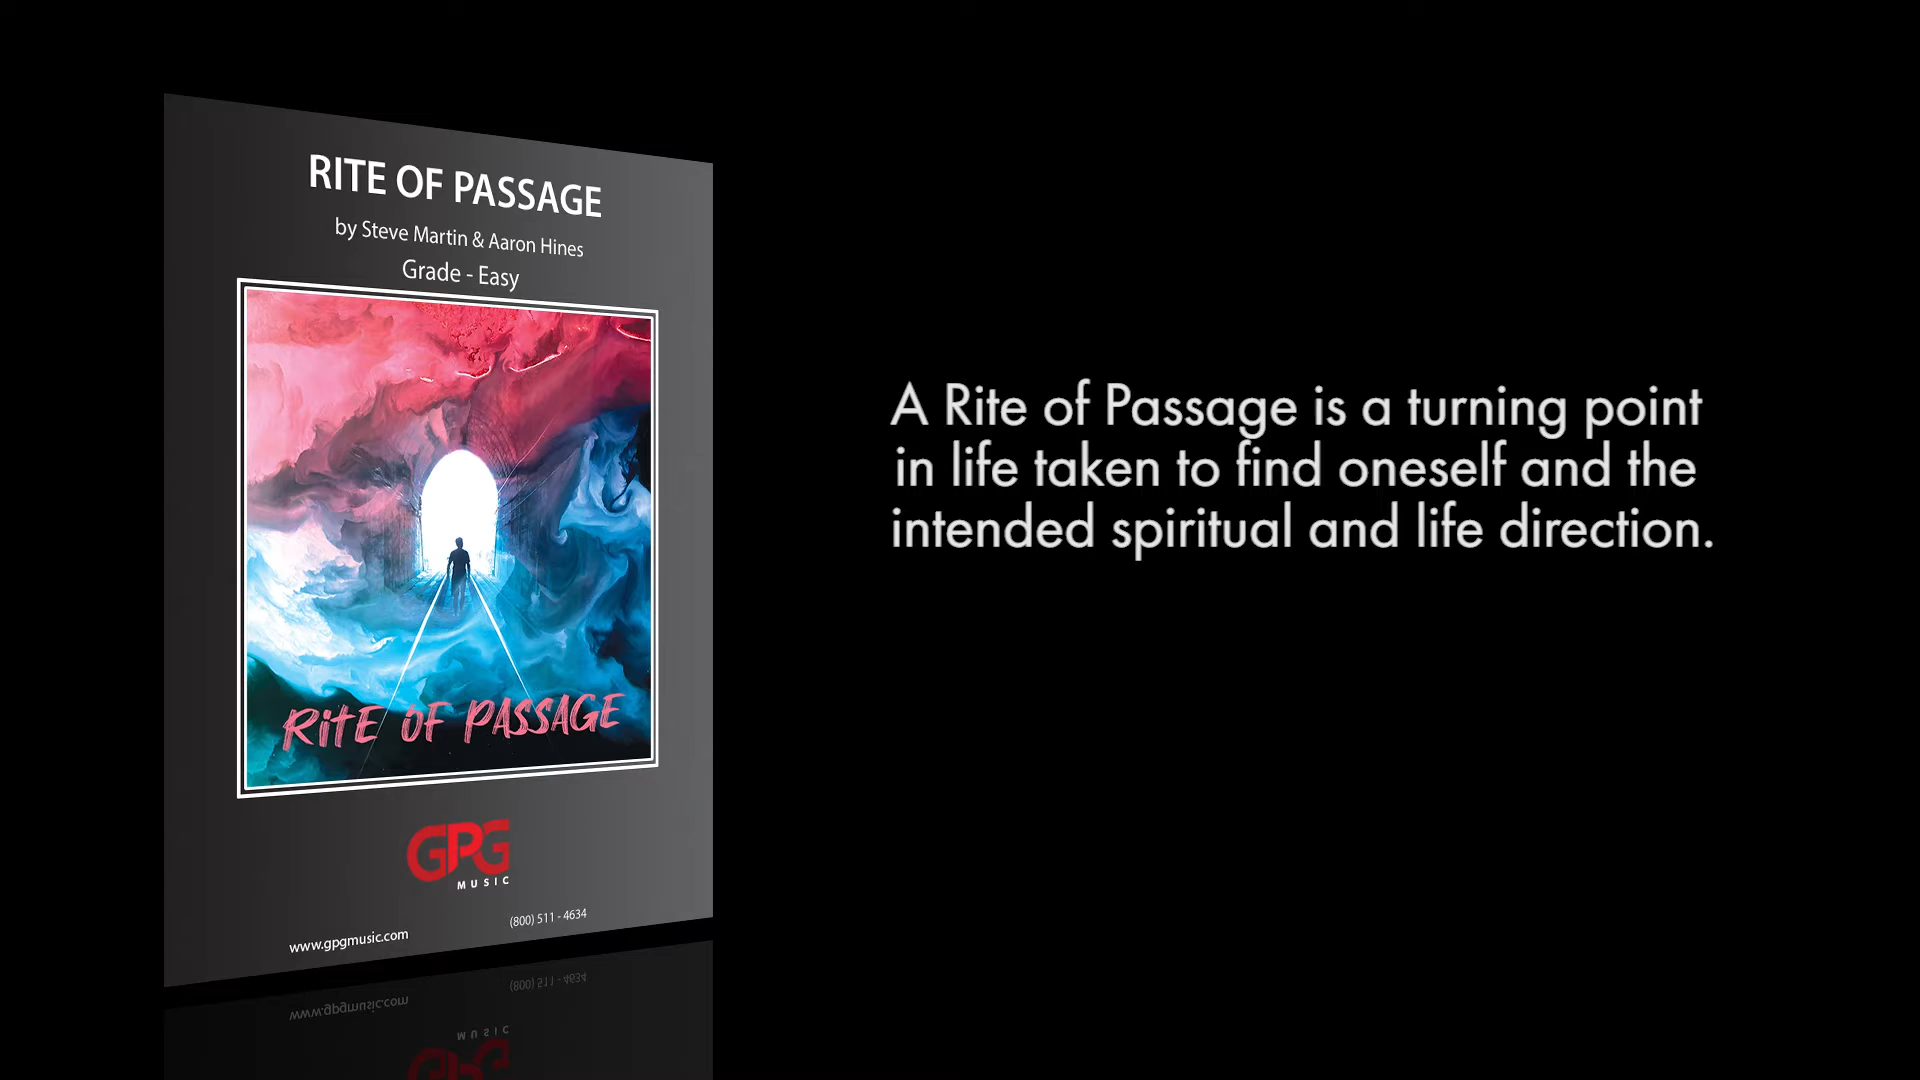 RITE OF PASSAGE
by Steve Martin & Aaron Hines
Grade - Easy
RiTE OF PASSAGE
GPG
MUSIC
www.gpgmusic.com
(800) 511 - 4634
A Rite of Passage is a turning point
in life taken to find oneself and the
intended spiritual and life direction.